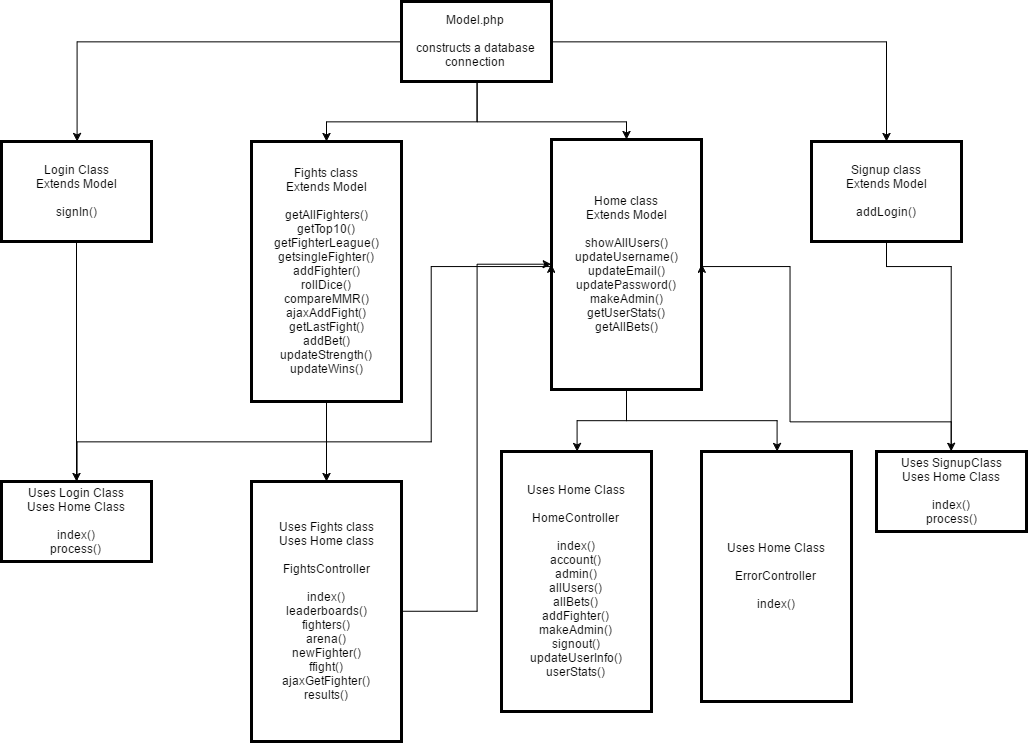 Model.php
constructs a database
connection
Login Class
Extends Model
signIn()
Fights class
Extends Model
getAllFighters()
getTop10()
getFighterLeague()
getsingleFighter()
addFighter()
rollDice()
compareMMR()
ajaxAddFight()
getLastFight()
addBet()
updateStrength()
updateWins()
Home class
Extends Model
showAllUsers()
updateUsername()
updateEmail()
updatePassword()
makeAdmin()
getUserStats()
getAllBets()
Signup class
Extends Model
addLogin()
Uses Login Class
Uses Home Class
index()
process()
Uses Fights class
Uses Home class
FightsController
index()
leaderboards()
fighters()
arena()
newFighter()
ffight()
ajaxGetFighter()
results()
Uses Home Class
HomeController
index()
account()
admin()
allUsers()
allBets()
addFighter()
makeAdmin()
signout()
updateUserInfo()
userStats()
Uses Home Class
ErrorController
index()
Uses SignupClass
Uses Home Class
index()
process()